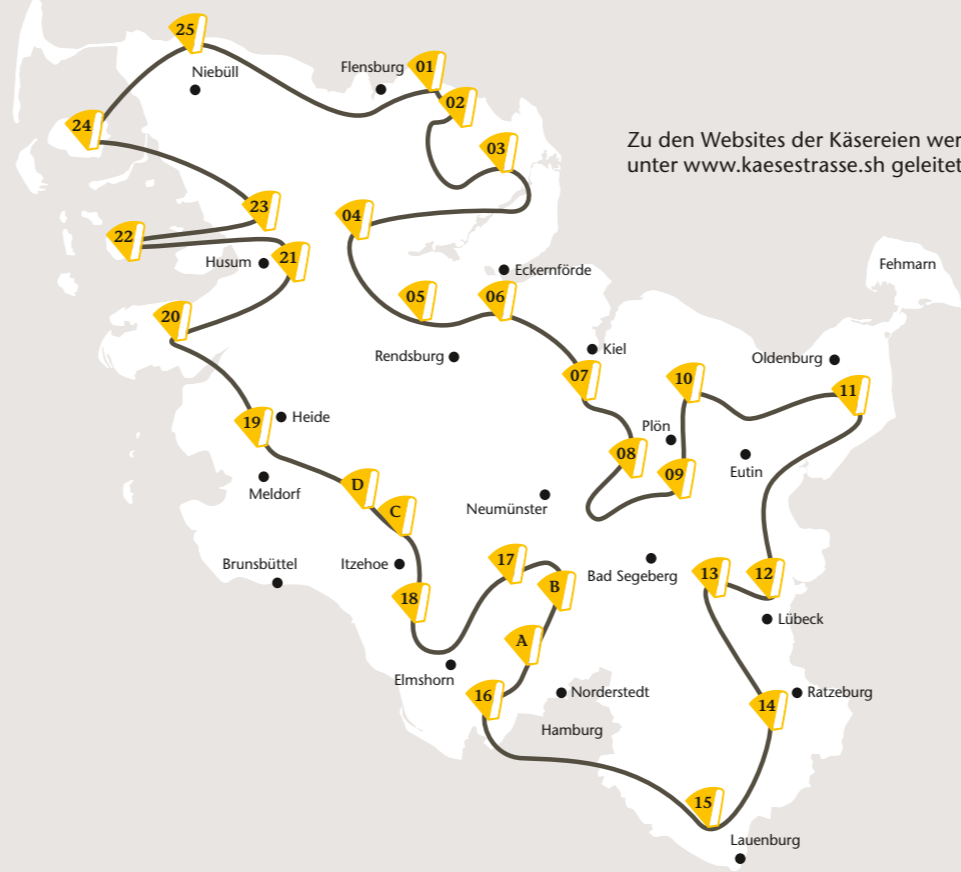 25
Niebüll
Flensburg
01
02
24
03
Zu den Websites der Käsereien wer
unter www.kaesestrasse.sh geleitet
23
04
22
Husum
21
Eckernförde
Fehmarn
05
06
20
Rendsburg
Kiel
Oldenburg
07
10
11
19
Heide
Plön
08
Eutin
09
Meldorf
D
C
Neumünster
Brunsbüttel
Itzehoe
17
B
Bad Segeberg
13
12
18
Lübeck
A
Elmshorn
16
Norderstedt
Ratzeburg
14
Hamburg
15
Lauenburg